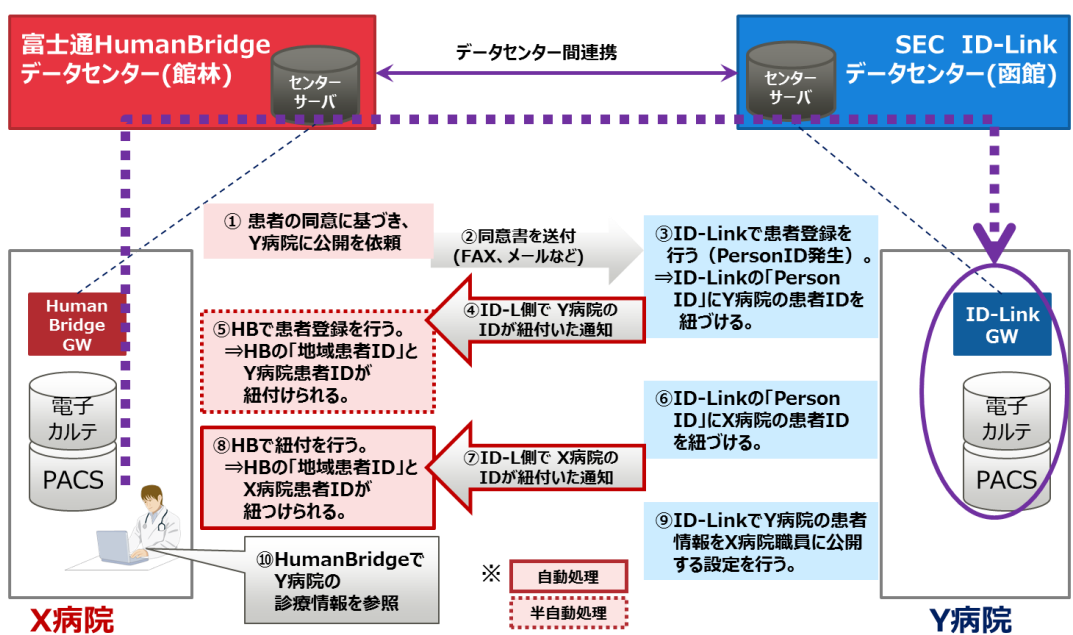 富士通HumanBridge
データセンター(館林)
センター
サーバ
データセンター間連携
SEC ID-Link
データセンター(函館)
センター
サーバ
① 患者の同意に基づき、
Y病院に公開を依頼
②同意書を送付
(FAX、メールなど)
③ID-Linkで患者登録を
行う（PersonID発生）。
⇒ID-Linkの「Person
ID」にY病院の患者IDを
紐づける。
④ID-L側で Y病院の
IDが紐付いた通知
⑤HBで患者登録を行う。
⇒HBの「地域患者ID」と
Y病院患者IDが
紐付けられる。
⑥ID-Linkの「Person
ID」にX病院の患者ID
を紐づける。
⑦ID-L側で X病院の
IDが紐付いた通知
⑧HBで紐付を行う。
⇒HBの「地域患者ID」と
X病院患者IDが
紐つけられる。
⑨ID-LinkでY病院の患者
情報をX病院職員に公開
する設定を行う。
⑩HumanBridgeで
Y病院の
診療情報を参照
※
自動処理
半自動処理
Human
Bridge
GW
電子
カルテ
PACS
X病院
ID-Link
GW
電子
カルテ
PACS
Y病院